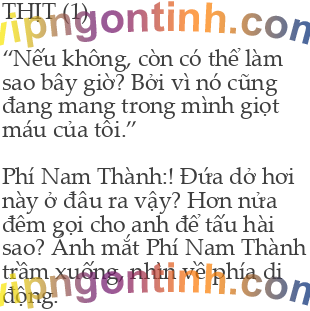 THỊT (1)
“Nếu không, còn có thể làm
sao bây giờ? Bởi vì nó cũng
đang mang trong mình giọt
máu của tôi.”
Phí Nam Thành:! Đứa dở hơi
này ở đâu ra vậy? Hơn nửa
đêm gọi cho anh để tấu hài
sao? Ánh mắt Phí Nam Thành
trầm xuống, nhìn về phía di
động.
vipngontinh.com
vipngontinh.com